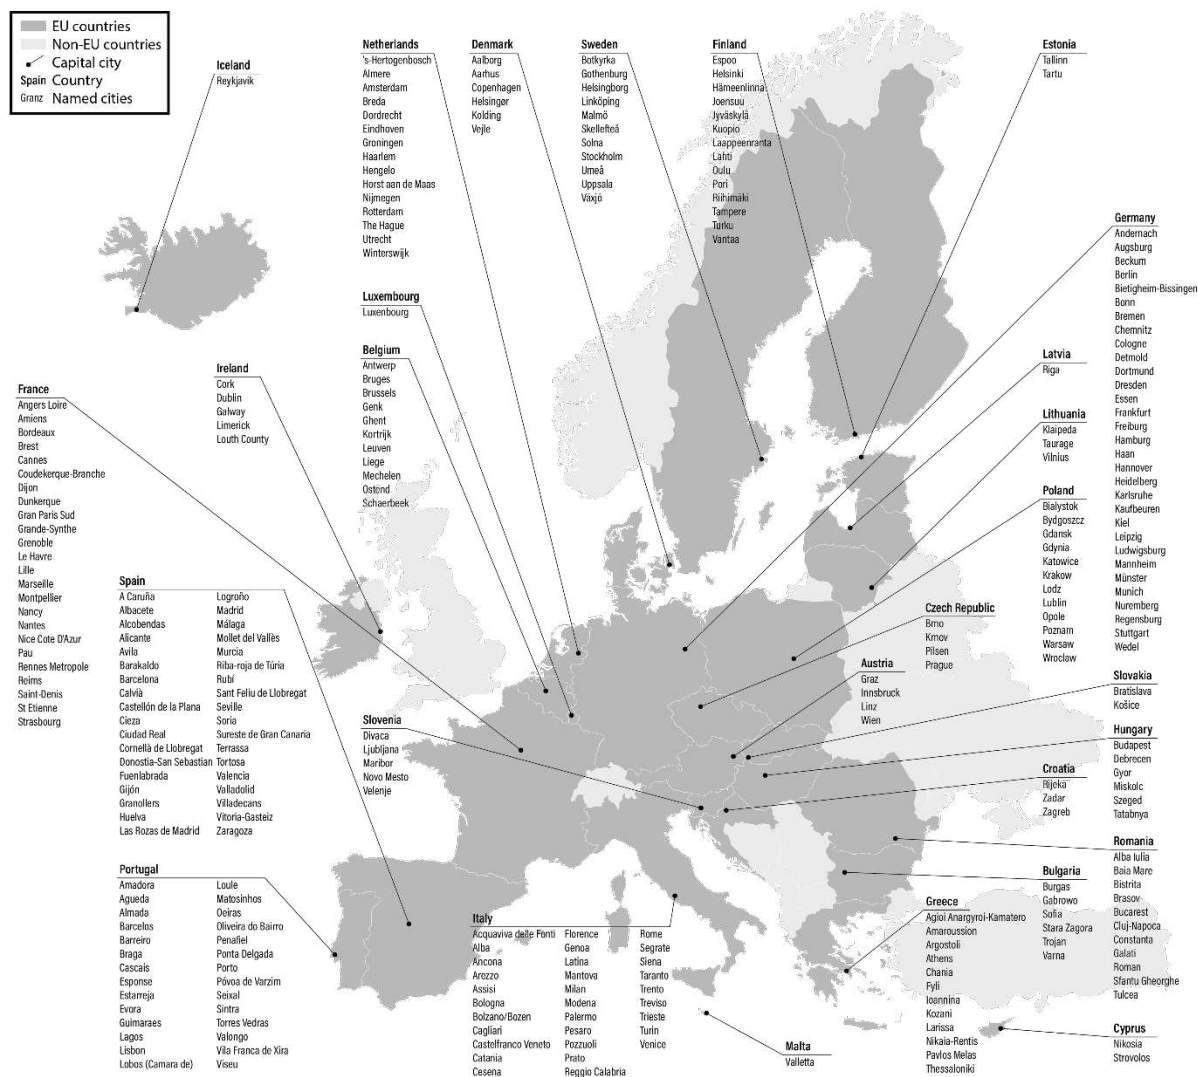 EU countries
Non-EU countries
Capital city
Spain Country
Granz Named cities
Iceland
Reykjavik
Netherlands
's-Hertogenbosch
Almere
Amsterdam
Breda
Dordrecht
Eindhoven
Groningen
Haarlem
Hengelo
Horst aan de Maas
Nijmegen
Rotterdam
The Hague
Utrecht
Winterswijk
Denmark
Aalborg
Aarhus
Copenhagen
Helsingør
Kolding
Vejle
Sweden
Botkyrka
Gothenburg
Helsingborg
Linköping
Malmö
Skellefteå
Solna
Stockholm
Umeå
Uppsala
Växjö
Finland
Espoo
Helsinki
Hämeenlinna
Joensuu
Jyväskylä
Kuopio
Laappeenranta
Lahti
Oulu
Pori
Riihimäki
Tampere
Turku
Vantaa
Estonia
Tallinn
Tartu
Germany
Andernach
Augsburg
Beckum
Berlin
Bietigheim-Bissingen
Bonn
Bremen
Chemnitz
Cologne
Detmold
Dortmund
Dresden
Essen
Frankfurt
Freiburg
Hamburg
Haan
Hannover
Heidelberg
Karlsruhe
Kaufbeuren
Kiel
Leipzig
Ludwigsburg
Mannheim
Münster
Munich
Nuremberg
Regensburg
Stuttgart
Wedel
Luxembourg
Luxenbourg
Belgium
Antwerp
Bruges
Brussels
Genk
Ghent
Kortrijk
Leuven
Liege
Mechelen
Ostend
Schaerbeek
Ireland
Cork
Dublin
Galway
Limerick
Louth County
France
Angers Loire
Amiens
Bordeaux
Brest
Cannes
Coudekerque-Branche
Dijon
Dunkerque
Gran Paris Sud
Grande-Synthe
Grenoble
Le Havre
Lille
Marseille
Montpellier
Nancy
Nantes
Nice Cote D'Azur
Pau
Rennes Metropole
Reims
Saint-Denis
St Etienne
Strasbourg
Latvia
Riga
Lithuania
Klaipeda
Taurage
Vilnius
Poland
Bialystok
Bydgoszcz
Gdansk
Gdynia
Katowice
Krakow
Lodz
Lublin
Opole
Poznam
Warsaw
Wroclaw
Spain
A Caruña
Albacete
Alcobendas
Alicante
Avila
Barakaldo
Barcelona
Calvià
Castellón de la Plana
Cieza
Ciudad Real
Cornellà de Llobregat
Donostia-San Sebastian
Fuenlabrada
Gijón
Granollers
Huelva
Las Rozas de Madrid
Logroño
Madrid
Málaga
Mollet del Vallès
Murcia
Riba-roja de Túria
Rubí
Sant Feliu de Llobregat
Seville
Soria
Sureste de Gran Canaria
Terrassa
Tortosa
Valencia
Valladolid
Villadecans
Vitoria-Gasteiz
Zaragoza
Czech Republic
Brno
Krnov
Pilsen
Prague
Austria
Graz
Innsbruck
Linz
Wien
Slovakia
Bratislava
Košice
Slovenia
Divaca
Ljubljana
Maribor
Novo Mesto
Velenje
Hungary
Budapest
Debrecen
Gyor
Miskolc
Szeged
Tatabnya
Croatia
Rijeka
Zadar
Zagreb
Romania
Alba Iulia
Baia Mare
Bistrita
Brasov
Bucarest
Cluj-Napoca
Constanta
Galati
Roman
Sfantu Gheorghe
Tulcea
Portugal
Amadora
Agueda
Almada
Barcelos
Barreiro
Braga
Cascais
Esponse
Estarreja
Evora
Guimaraes
Lagos
Lisbon
Lobos (Camara de)
Loule
Matosinhos
Oeiras
Oliveira do Bairro
Penafiel
Ponta Delgada
Porto
Póvoa de Varzim
Seixal
Sintra
Torres Vedras
Valongo
Vila Franca de Xira
Viseu
Bulgaria
Burgas
Gabrowo
Sofia
Stara Zagora
Trojan
Varna
Greece
Agioi Anargyroi-Kamatero
Amaroussion
Argostoli
Athens
Chania
Fyli
Ioannina
Kozani
Larissa
Nikaia-Rentis
Pavlos Melas
Thessaloniki
Italy
Acquaviva delle Fonti
Alba
Ancona
Arezzo
Assisi
Bologna
Bolzano/Bozen
Cagliari
Castelfranco Veneto
Catania
Cesena
Florence
Genoa
Latina
Mantova
Milan
Modena
Palermo
Pesaro
Pozzuoli
Prato
Reggio Calabria
Rome
Segrate
Siena
Taranto
Trento
Treviso
Trieste
Turin
Venice
Malta
Valletta
Cyprus
Nikosia
Strovolos